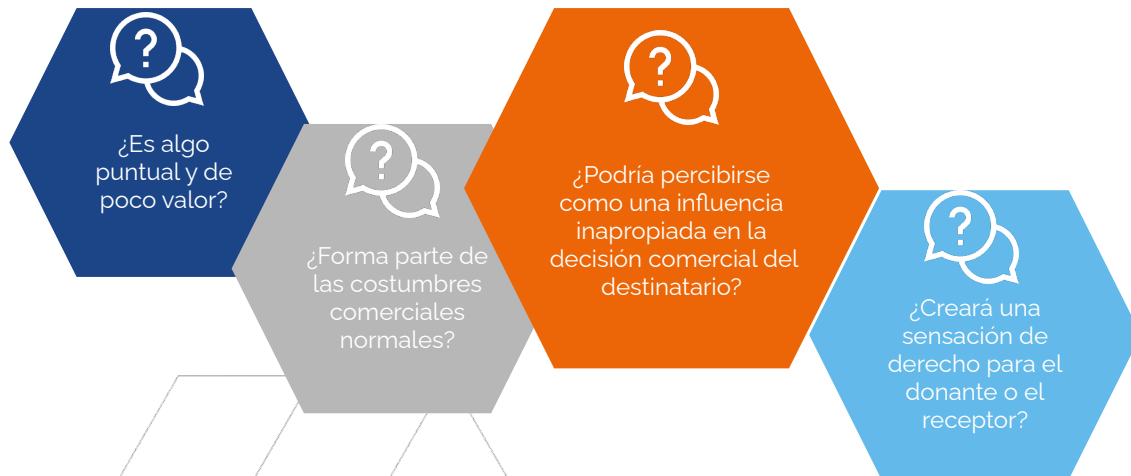 ¿Es algo
puntual y de
poco valor?
¿Forma parte de
las costumbres
comerciales
normales?
¿Podría percibirse
como una influencia
inapropiada en la
decisión comercial del
destinatario?
¿Creará una
sensación de
derecho para el
donante o el
receptor?